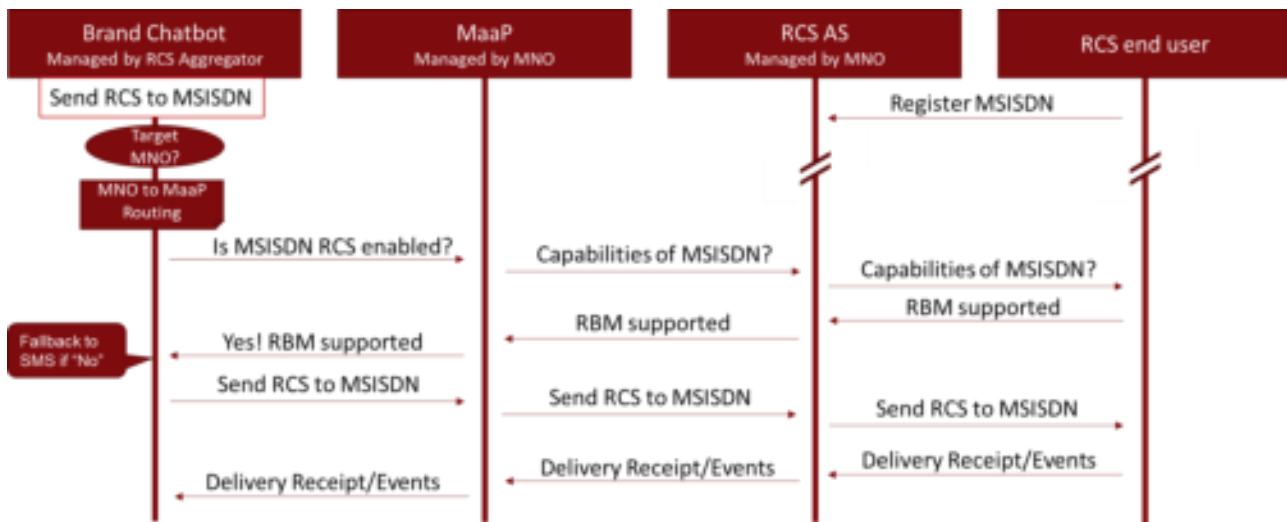 Brand Chatbot
Managed by RCS Aggregator
MaaP
Managed by MNO
RCS AS
Managed by MNO
RCS end user
Send RCS to MSISDN
Register MSISDN
Target
MNO?
MNO to MaaP
Routing
Is MSISDN RCS enabled?
Capabilities of MSISDN?
Capabilities of MSISDN?
RBM supported
RBM supported
Yes! RBM supported
Fallback to
SMS if "No"
Send RCS to MSISDN
Send RCS to MSISDN
Send RCS to MSISDN
Delivery Receipt/Events
Delivery Receipt/Events
Delivery Receipt/Events